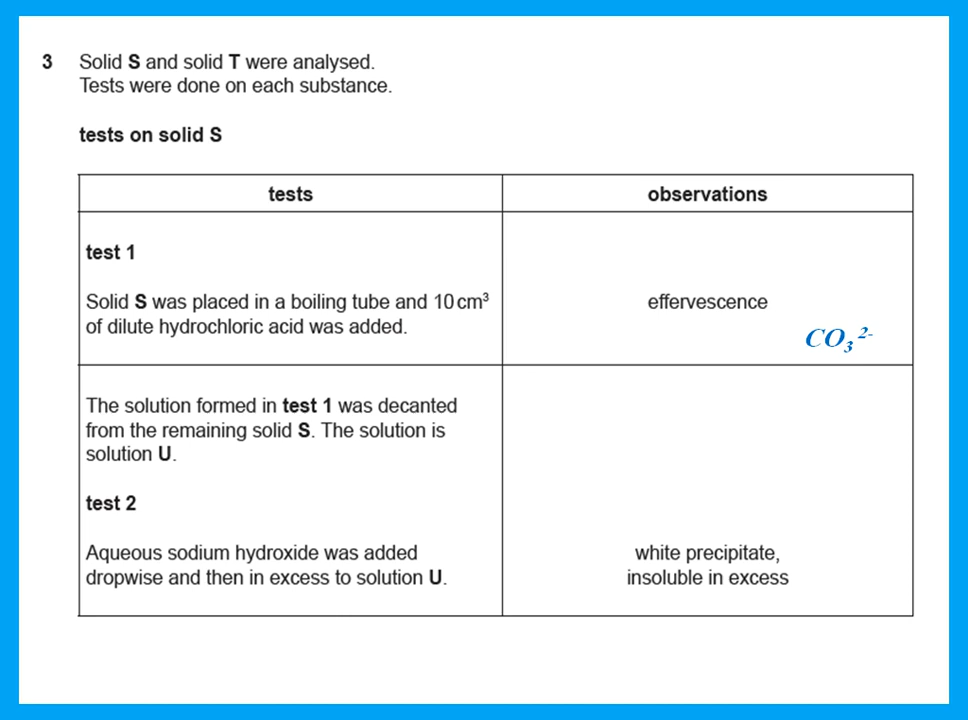 3 Solid S and solid T were analysed.
Tests were done on each substance.
tests on solid S
tests observations
test 1
Solid S was placed in a boiling tube and 10 cm³ effervescence
of dilute hydrochloric acid was added.
CO₃²⁻
The solution formed in test 1 was decanted
from the remaining solid S. The solution is
solution U.
test 2
Aqueous sodium hydroxide was added white precipitate,
dropwise and then in excess to solution U. insoluble in excess